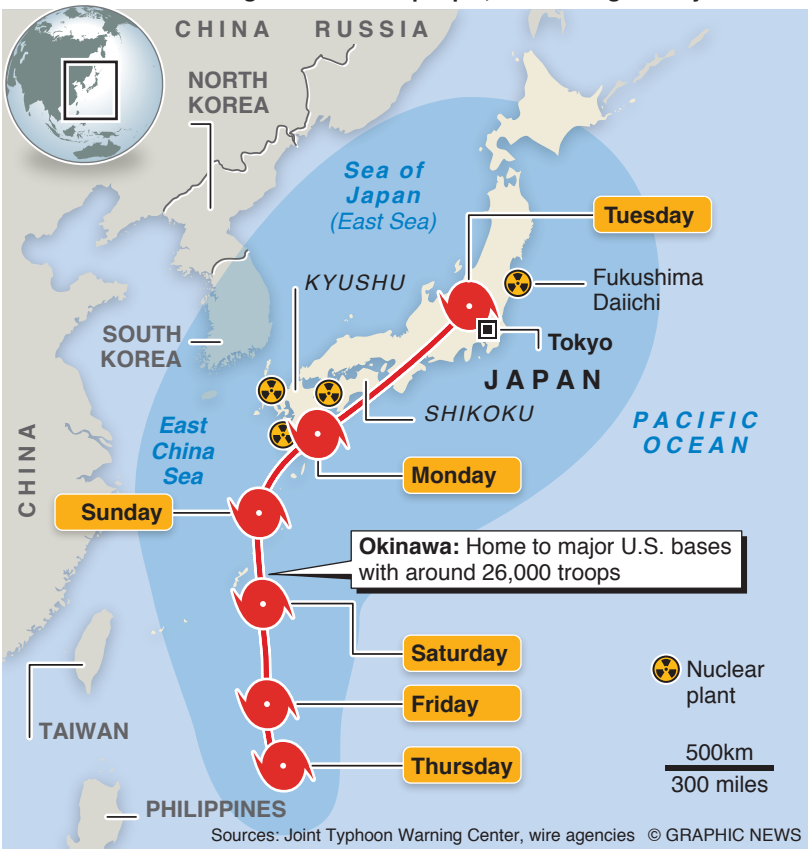 CHINA
RUSSIA
NORTH
KOREA
Sea of
Japan
(East Sea)
Tuesday
KYUSHU
Fukushima
Daiichi
SOUTH
KOREA
Tokyo
JAPAN
SHIKOKU
East
China
Sea
PACIFIC
OCEAN
CHINA
Monday
Sunday
Okinawa: Home to major U.S. bases
with around 26,000 troops
Saturday
Nuclear
plant
Friday
TAIWAN
500km
Thursday
300 miles
PHILIPPINES
Sources: Joint Typhoon Warning Center, wire agencies © GRAPHIC NEWS